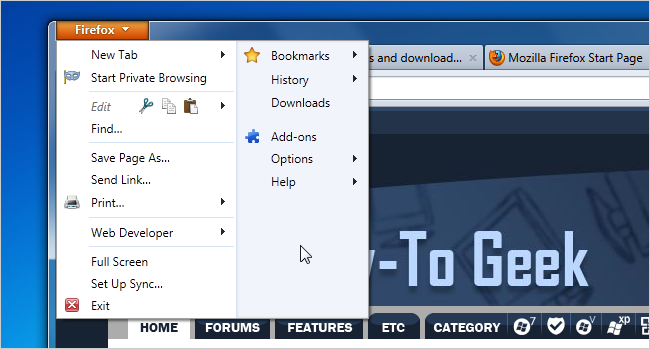 Firefox
New Tab
Start Private Browsing
Edit
Find...
Save Page As...
Send Link...
Print...
Web Developer
Full Screen
Set Up Sync...
Exit
Bookmarks
History
Downloads
Add-ons
Options
Help
s and download...
Mozilla Firefox Start Page
-To Geek
HOME FORUMS FEATURES ETC CATEGORY 7 V XP